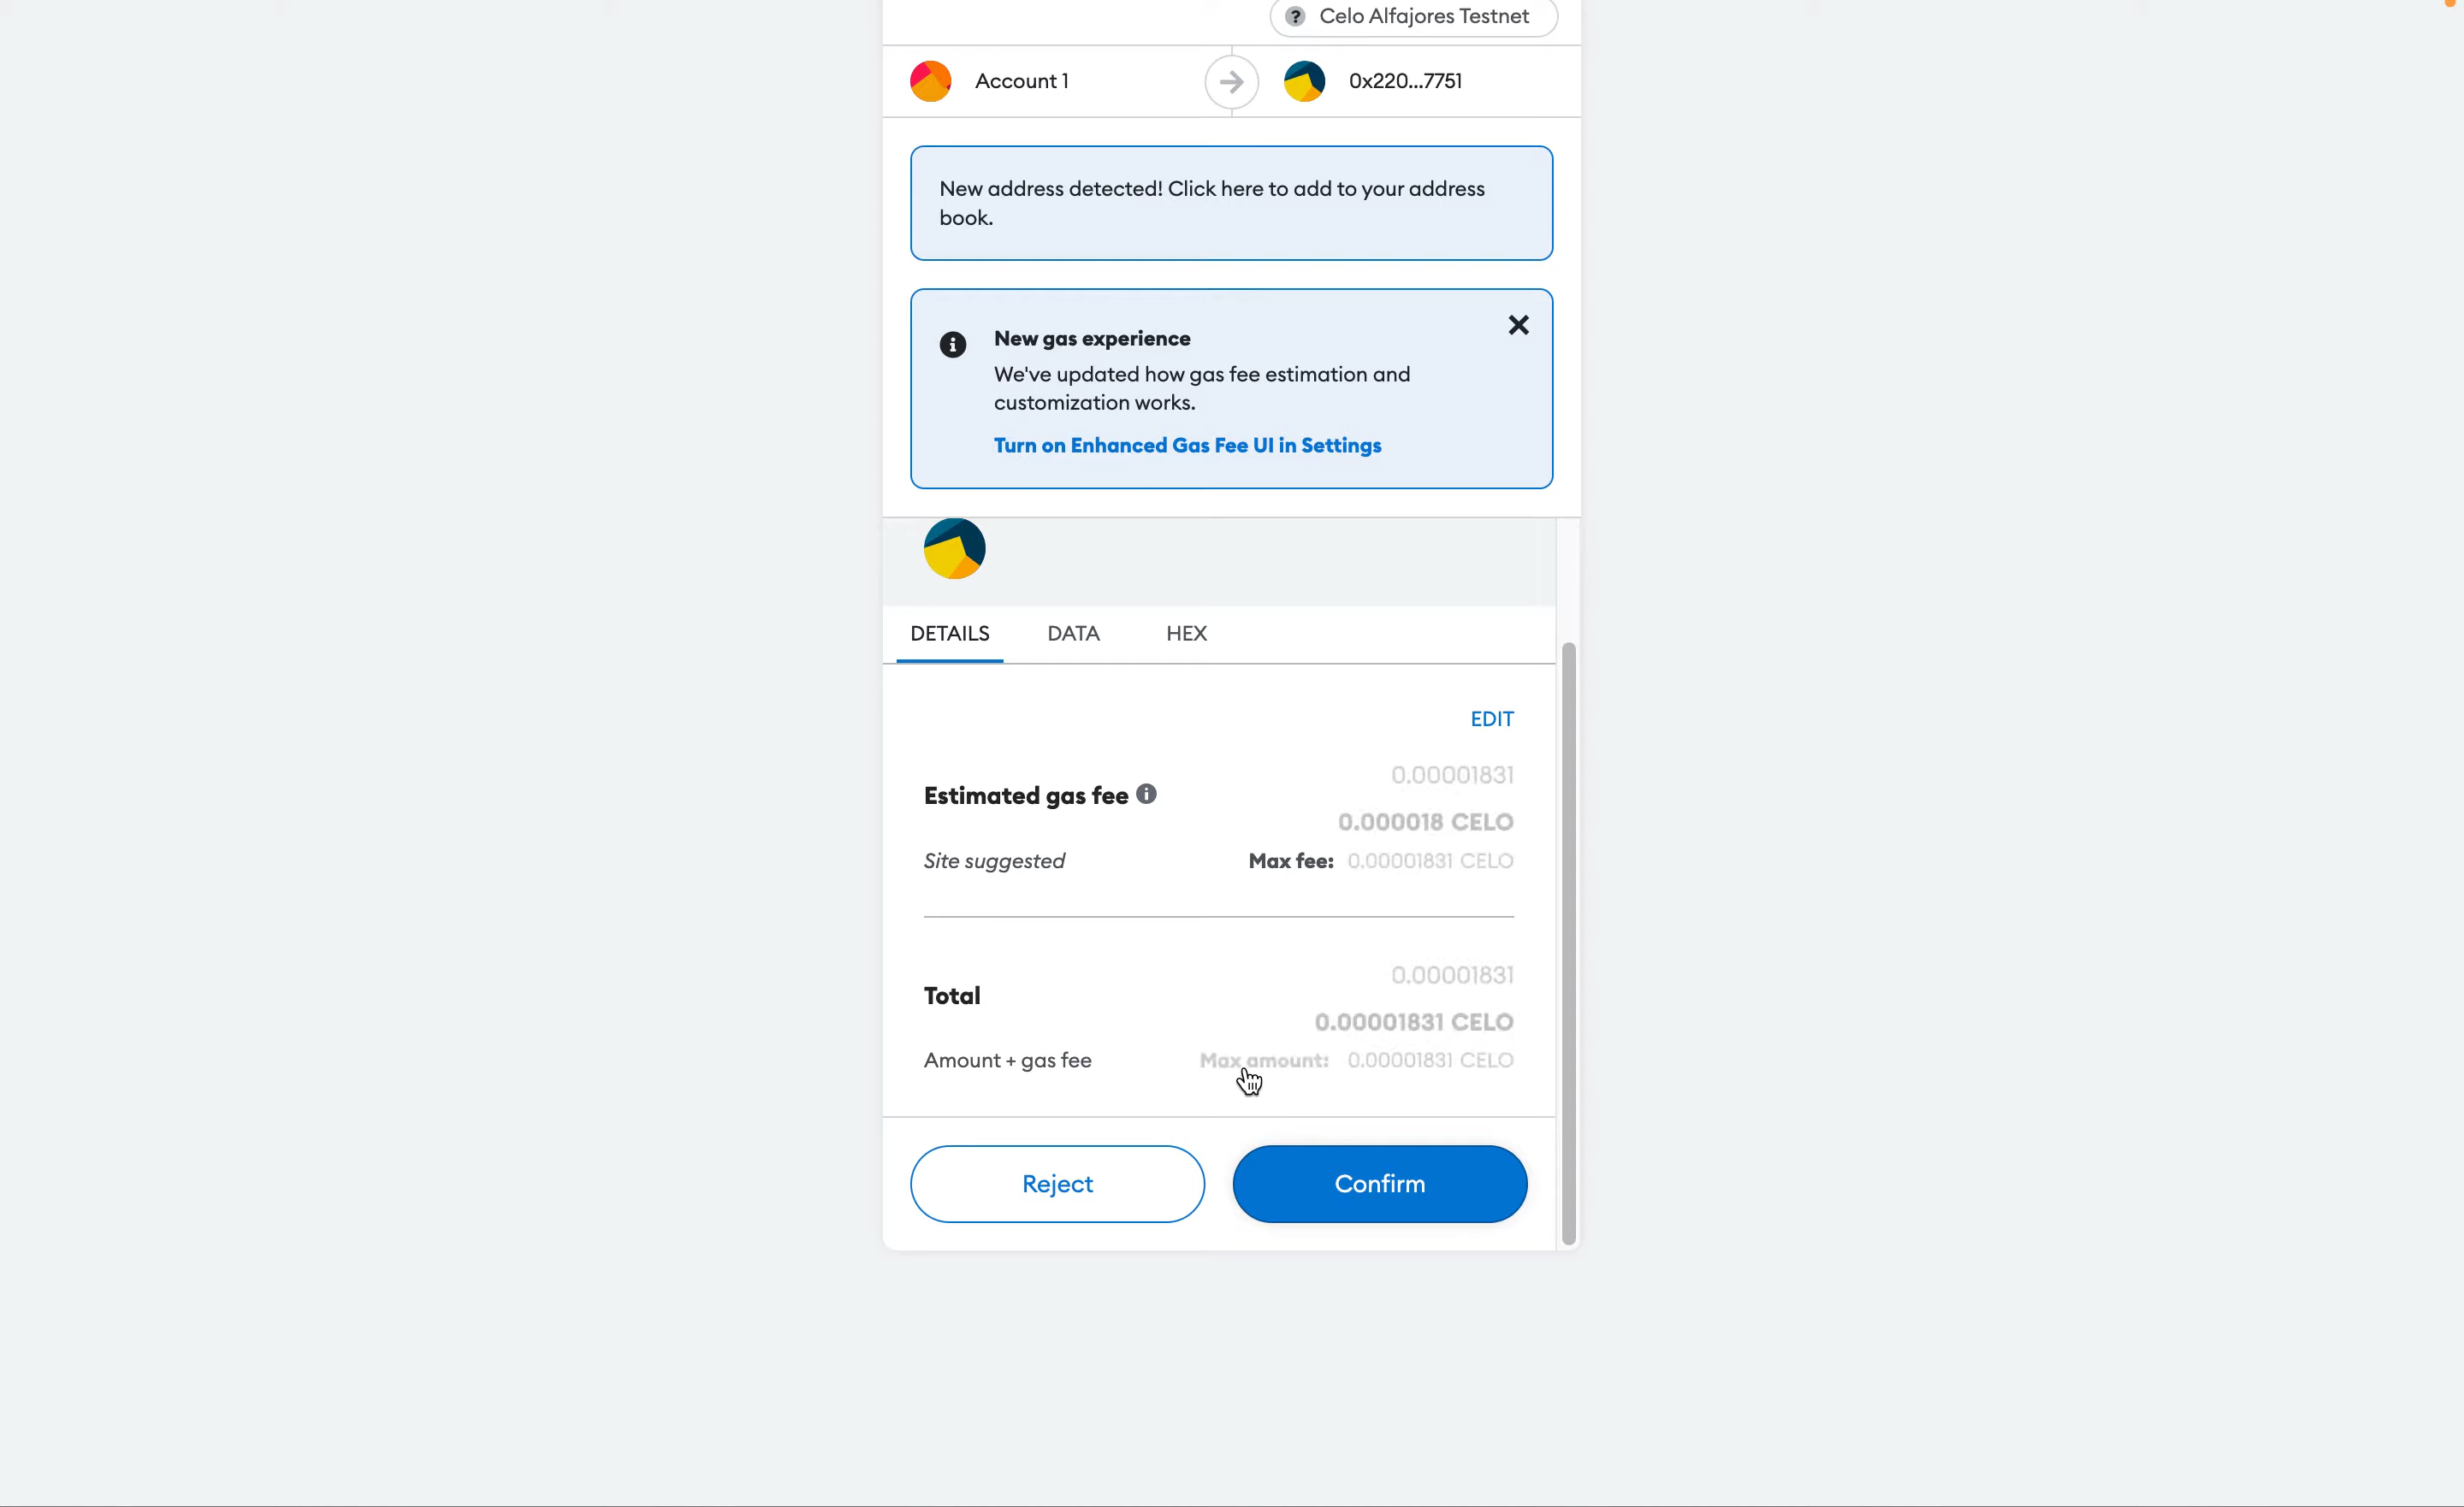 Celo Alfajores Testnet
Account 1
0x220...7751
New address detected! Click here to add to your address
book.
New gas experience
We've updated how gas fee estimation and
customization works.
Turn on Enhanced Gas Fee UI in Settings
DETAILS DATA HEX
EDIT
0.00001831
Estimated gas fee
0.000018 CELO
Site suggested Max fee: 0.00001831 CELO
0.00001831
Total
0.00001831 CELO
Amount + gas fee Max amount: 0.00001831 CELO
Reject Confirm